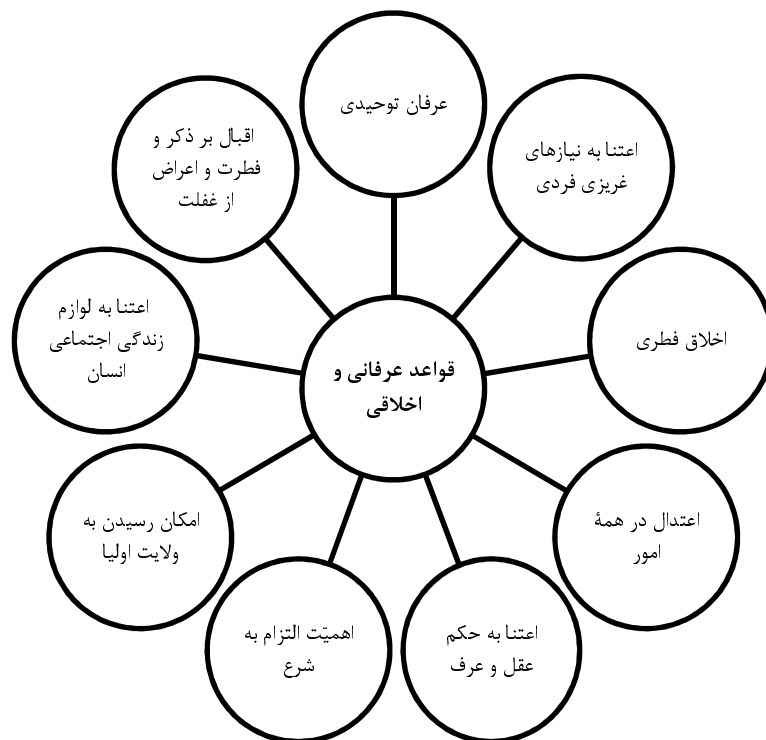 عرفان توحیدی
اعتنا به نیازهای
غریزی فردی
اخلاق فطری
اعتدال در همهٔ
امور
اعتنا به حکم
عقل و عرف
اهمیّت التزام به
شرع
امکان رسیدن به
ولایت اولیا
اعتنا به لوازم
زندگی اجتماعی
انسان
اقبال بر ذکر و
فطرت و اعراض
از غفلت
قواعد عرفانی و
اخلاقی